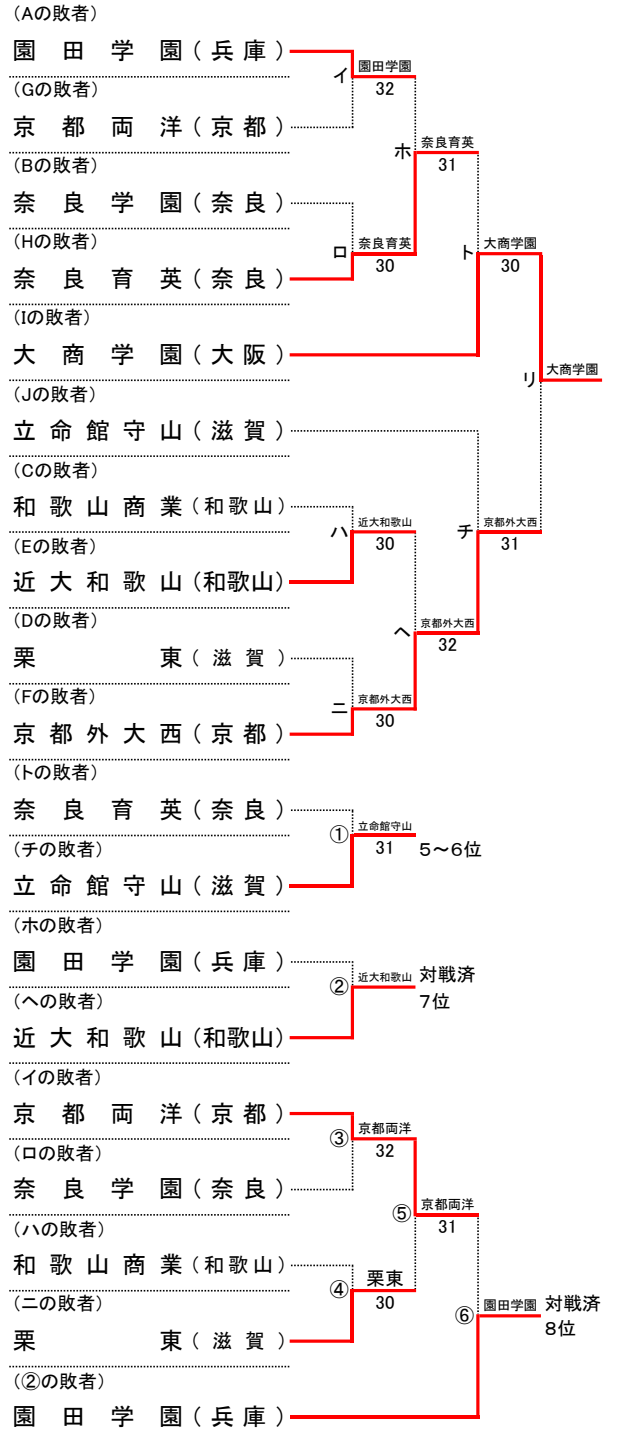 (Aの敗者)
園田学園(兵庫)
(Gの敗者)
京都両洋(京都)
(Bの敗者)
奈良学園(奈良)
(Hの敗者)
奈良育英(奈良)
(Iの敗者)
大商学園(大阪)
(Jの敗者)
立命館守山(滋賀)
(Cの敗者)
和歌山商業(和歌山)
(Eの敗者)
近大和歌山(和歌山)
(Dの敗者)
栗東(滋賀)
(Fの敗者)
京都外大西(京都)
(トの敗者)
奈良育英(奈良)
(チの敗者)
立命館守山(滋賀)
(ホの敗者)
園田学園(兵庫)
(ヘの敗者)
近大和歌山(和歌山)
(イの敗者)
京都両洋(京都)
(ロの敗者)
奈良学園(奈良)
(ハの敗者)
和歌山商業(和歌山)
(ニの敗者)
栗東(滋賀)
(②の敗者)
園田学園(兵庫)
イ 園田学園
32
ロ 奈良育英
30
ホ 奈良育英
31
ト 大商学園
30
リ 大商学園
ハ 近大和歌山
30
ニ 京都外大西
30
ヘ 京都外大西
32
チ 京都外大西
31
① 立命館守山
31 5~6位
② 近大和歌山 対戦済
7位
③ 京都両洋
32
④ 栗東
30
⑤ 京都両洋
31
⑥ 園田学園 対戦済
8位